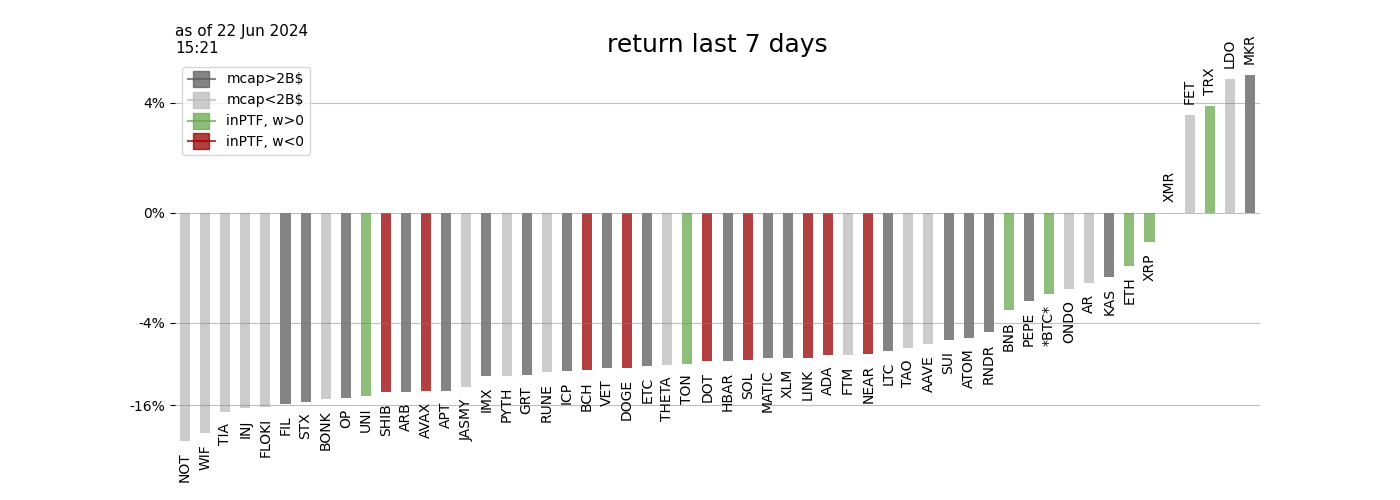 as of 22 Jun 2024
15:21
return last 7 days
mcap>2B$
mcap<2B$
inPTF, w>0
inPTF, w<0
4%
0%
-4%
-16%
NOT
WIF
TIA
INJ
FLOKI
FIL
STX
BONK
OP
UNI
SHIB
ARB
AVAX
APT
JASMY
IMX
PYTH
GRT
RUNE
ICP
BCH
VET
DOGE
ETC
THETA
TON
DOT
HBAR
SOL
MATIC
XLM
LINK
ADA
FTM
NEAR
LTC
TAO
AAVE
SUI
ATOM
RNDR
BNB
PEPE
*BTC*
ONDO
AR
KAS
ETH
XRP
XMR
FET
TRX
LDO
MKR